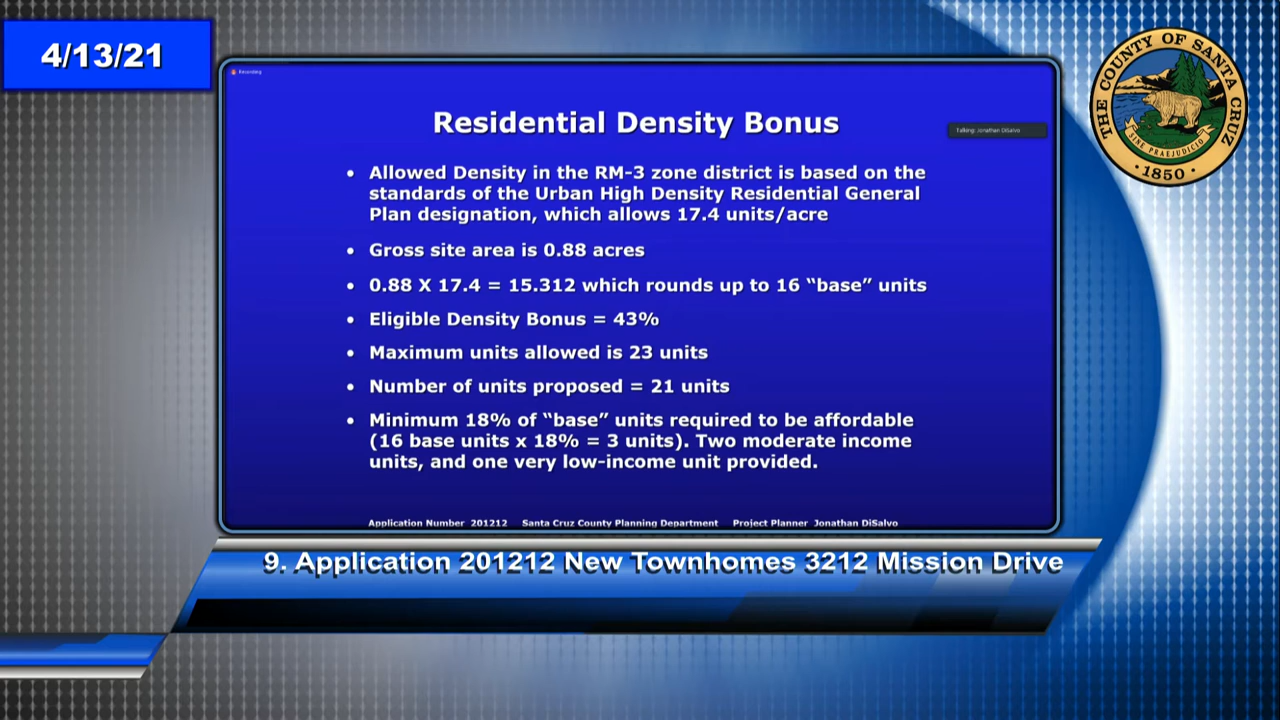 4/13/21
Recording
Residential Density Bonus
Talking: Jonathan DiSalvo
• Allowed Density in the RM-3 zone district is based on the
standards of the Urban High Density Residential General
Plan designation, which allows 17.4 units/acre
• Gross site area is 0.88 acres
• 0.88 X 17.4 = 15.312 which rounds up to 16 “base” units
• Eligible Density Bonus = 43%
• Maximum units allowed is 23 units
• Number of units proposed = 21 units
• Minimum 18% of “base” units required to be affordable
(16 base units x 18% = 3 units). Two moderate income
units, and one very low-income unit provided.
Application Number 201212 Santa Cruz County Planning Department Project Planner Jonathan DiSalvo
THE COUNTY OF SANTA CRUZ
SINE PRAEJUDICIO
• 1850 •
9. Application 201212 New Townhomes 3212 Mission Drive